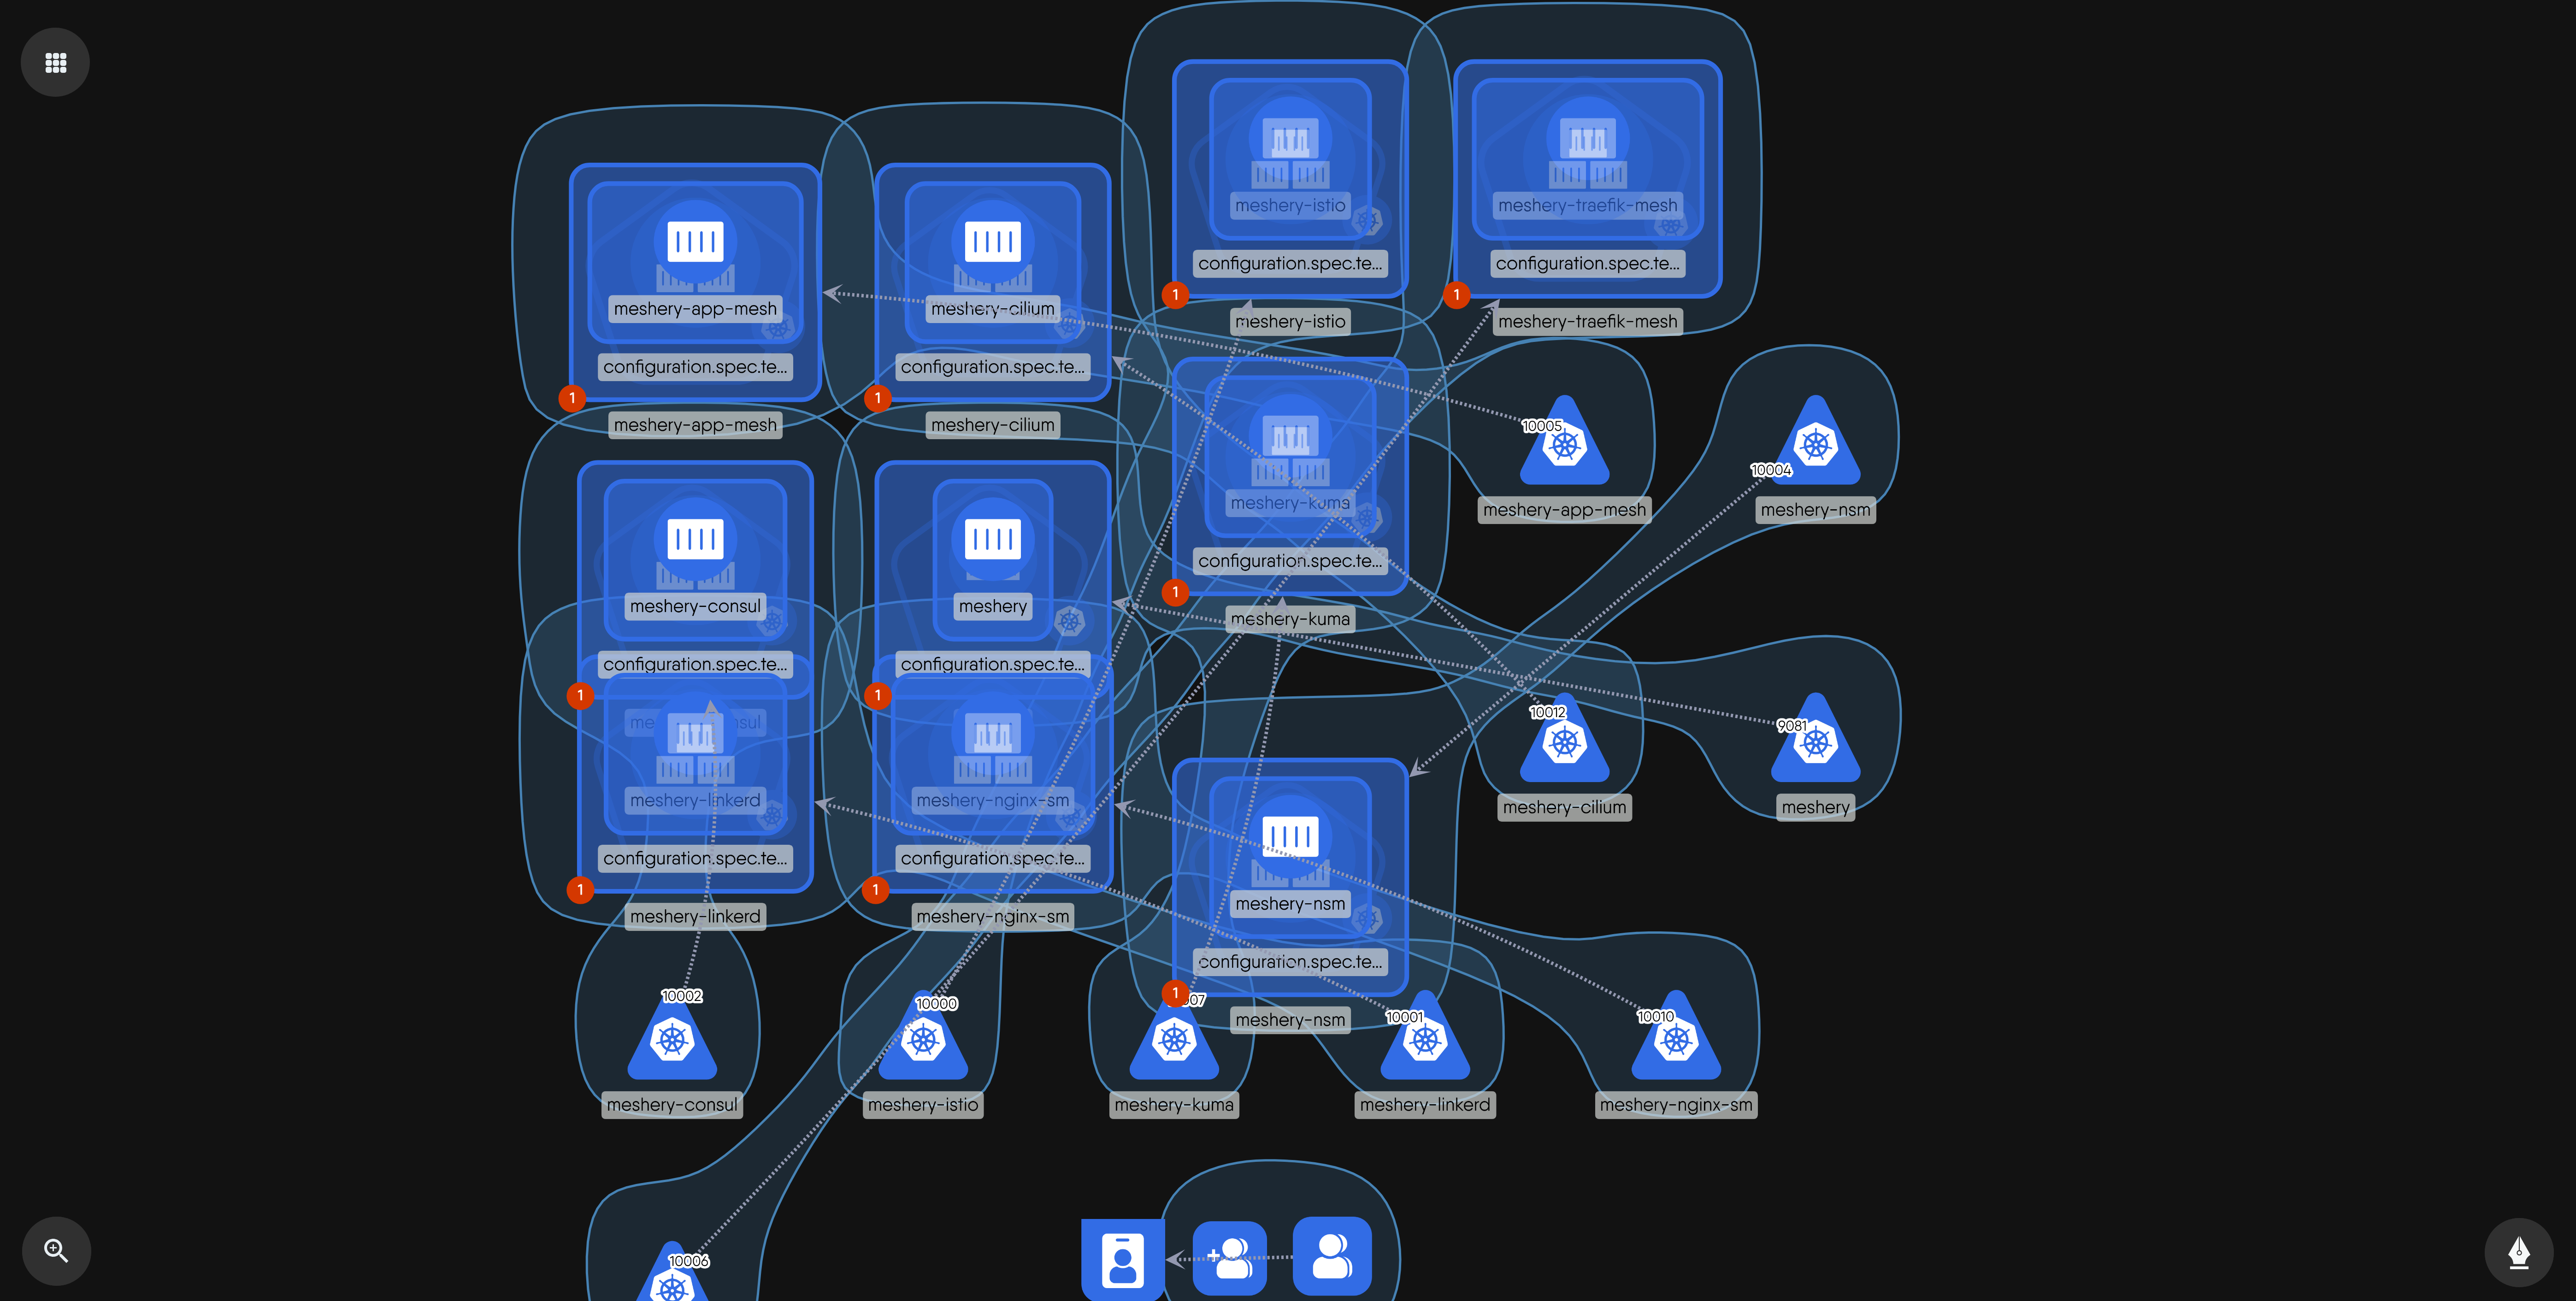 meshery-istio
configuration.spec.te...
1
meshery-istio
meshery-traefik-mesh
configuration.spec.te...
1
meshery-traefik-mesh
meshery-app-mesh
configuration.spec.te...
1
meshery-app-mesh
meshery-cilium
configuration.spec.te...
1
meshery-cilium
meshery-kuma
configuration.spec.te...
1
meshery-kuma
10005
meshery-app-mesh
10004
meshery-nsm
meshery-consul
configuration.spec.te...
1
meshery
configuration.spec.te...
1
10012
meshery-cilium
9081
meshery
meshery-linkerd
configuration.spec.te...
1
meshery-linkerd
meshery-nginx-sm
configuration.spec.te...
1
meshery-nginx-sm
meshery-nsm
configuration.spec.te...
1
meshery-nsm
10002
meshery-consul
10000
meshery-istio
meshery-kuma
10001
meshery-linkerd
10010
meshery-nginx-sm
10006